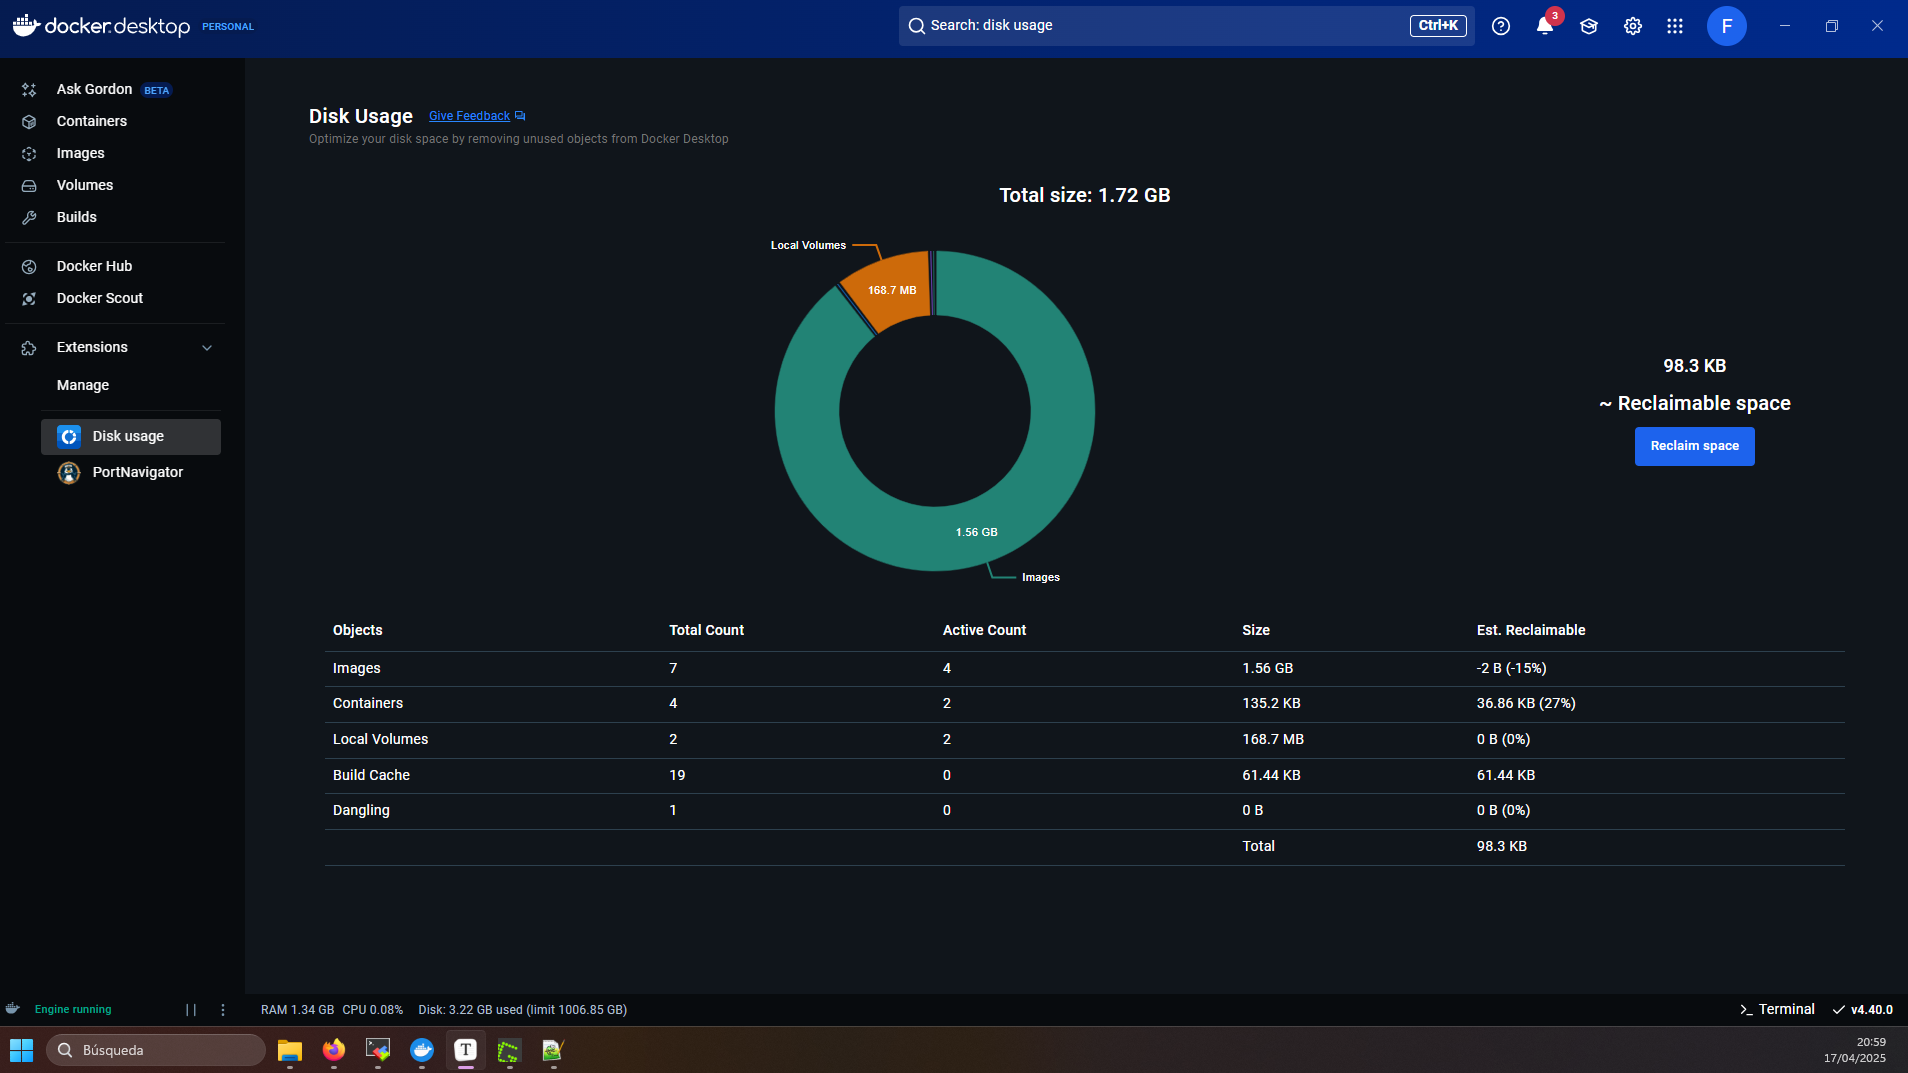 docker.desktop PERSONAL
Search: disk usage Ctrl+K
3
F
Ask Gordon BETA
Containers
Images
Volumes
Builds
Docker Hub
Docker Scout
Extensions
Manage
Disk usage
PortNavigator
Disk Usage Give Feedback
Optimize your disk space by removing unused objects from Docker Desktop
Total size: 1.72 GB
Local Volumes
168.7 MB
1.56 GB
Images
98.3 KB
~ Reclaimable space
Reclaim space
Objects Total Count Active Count Size Est. Reclaimable
Images 7 4 1.56 GB -2 B (-15%)
Containers 4 2 135.2 KB 36.86 KB (27%)
Local Volumes 2 2 168.7 MB 0 B (0%)
Build Cache 19 0 61.44 KB 61.44 KB
Dangling 1 0 0 B 0 B (0%)
Total 98.3 KB
Engine running RAM 1.34 GB CPU 0.08% Disk: 3.22 GB used (limit 1006.85 GB) Terminal v4.40.0
Búsqueda
T
20:59
17/04/2025